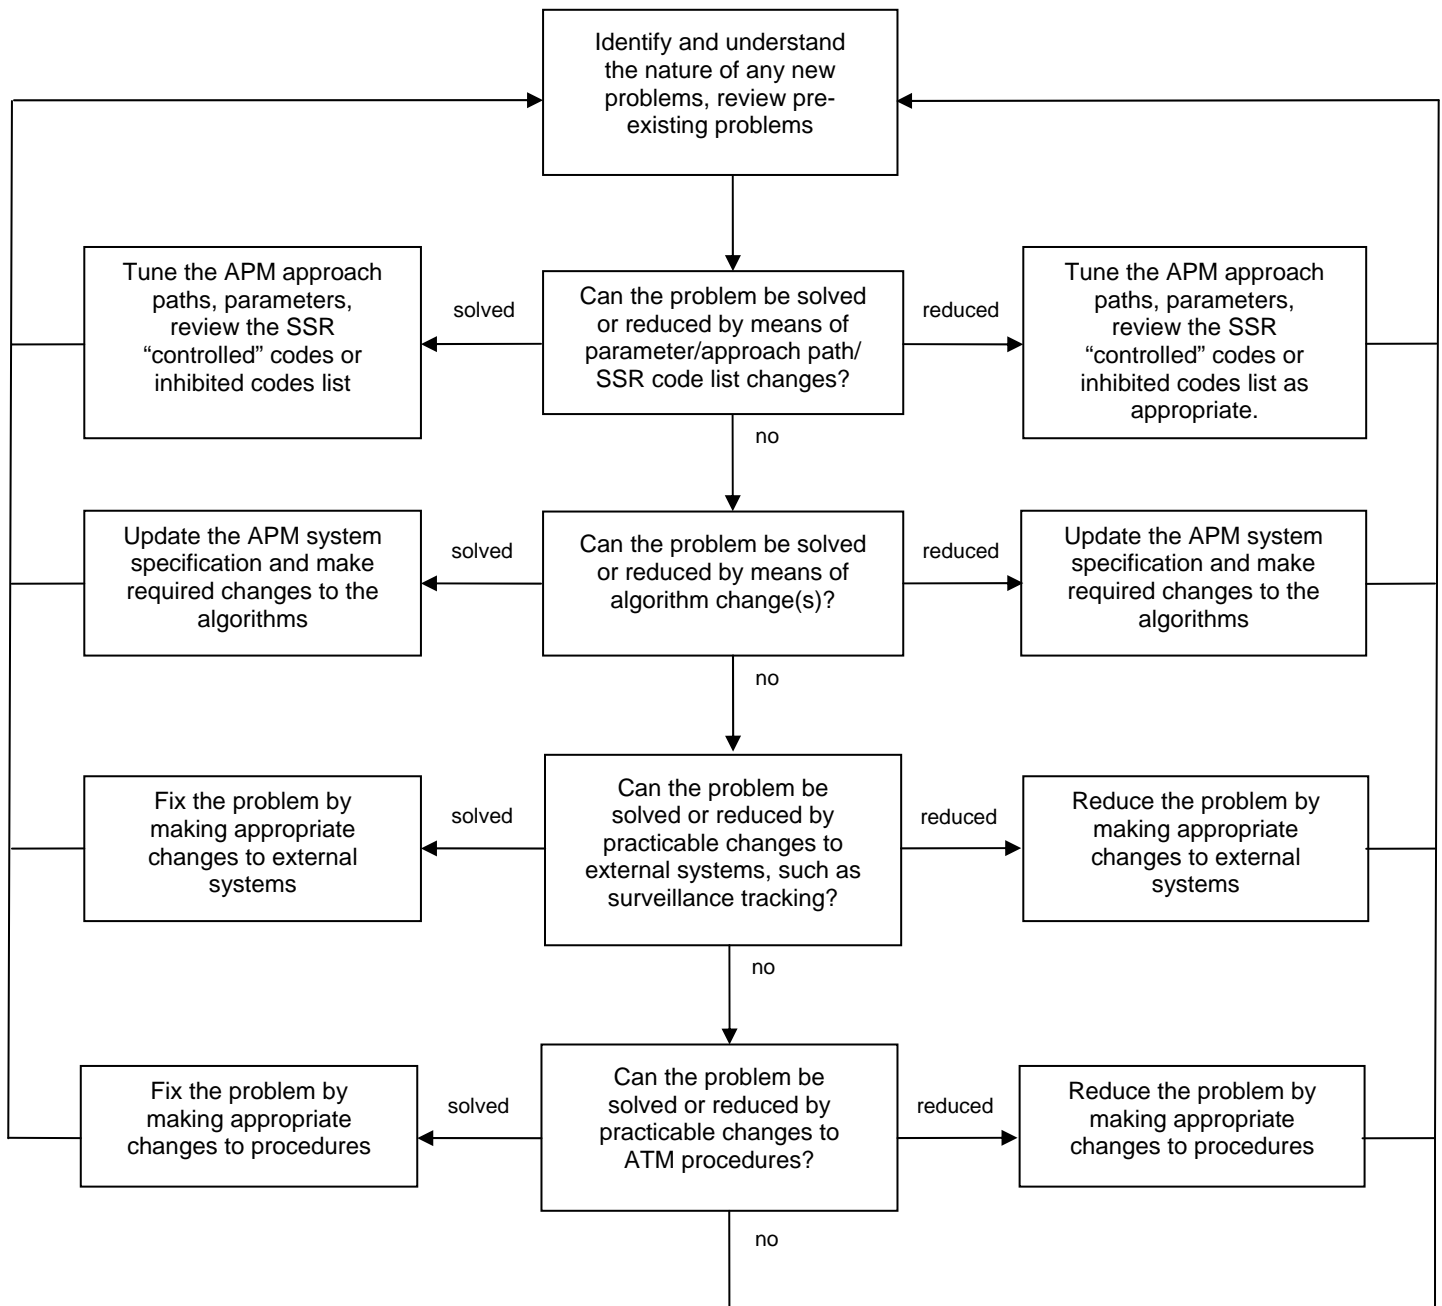 Identify and understand
the nature of any new
problems, review pre-
existing problems
Tune the APM approach
paths, parameters,
review the SSR
“controlled” codes or
inhibited codes list
solved
Can the problem be solved
or reduced by means of
parameter/approach path/
SSR code list changes?
reduced
Tune the APM approach
paths, parameters,
review the SSR
“controlled” codes or
inhibited codes list as
appropriate.
no
Update the APM system
specification and make
required changes to the
algorithms
solved
Can the problem be solved
or reduced by means of
algorithm change(s)?
reduced
Update the APM system
specification and make
required changes to the
algorithms
no
Fix the problem by
making appropriate
changes to external
systems
solved
Can the problem be
solved or reduced by
practicable changes to
external systems, such as
surveillance tracking?
reduced
Reduce the problem by
making appropriate
changes to external
systems
no
Fix the problem by
making appropriate
changes to procedures
solved
Can the problem be
solved or reduced by
practicable changes to
ATM procedures?
reduced
Reduce the problem by
making appropriate
changes to procedures
no